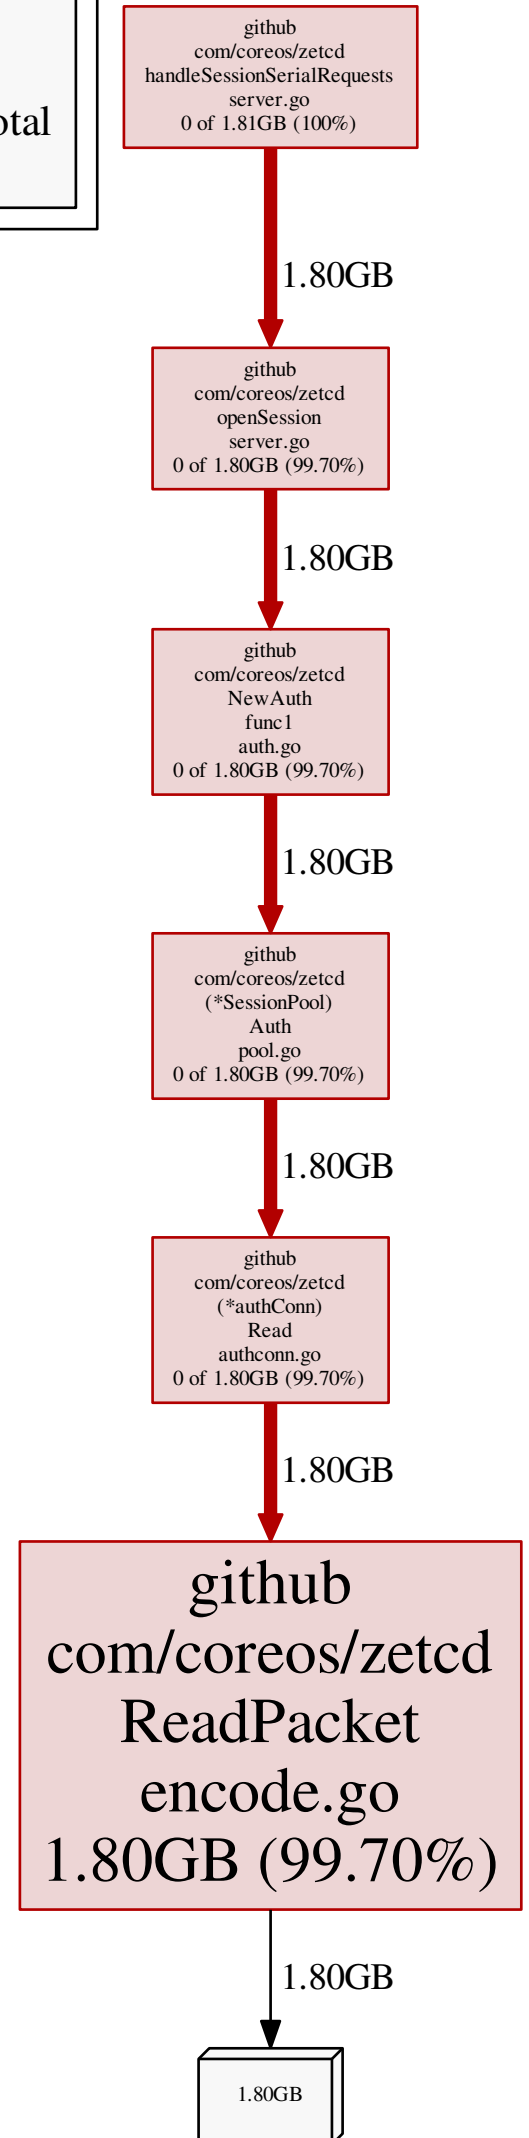 github
com/coreos/zetcd
handleSessionSerialRequests
server.go
0 of 1.81GB (100%)
otal
1.80GB
github
com/coreos/zetcd
openSession
server.go
0 of 1.80GB (99.70%)
1.80GB
github
com/coreos/zetcd
NewAuth
func1
auth.go
0 of 1.80GB (99.70%)
1.80GB
github
com/coreos/zetcd
(*SessionPool)
Auth
pool.go
0 of 1.80GB (99.70%)
1.80GB
github
com/coreos/zetcd
(*authConn)
Read
authconn.go
0 of 1.80GB (99.70%)
1.80GB
github
com/coreos/zetcd
ReadPacket
encode.go
1.80GB (99.70%)
1.80GB
1.80GB